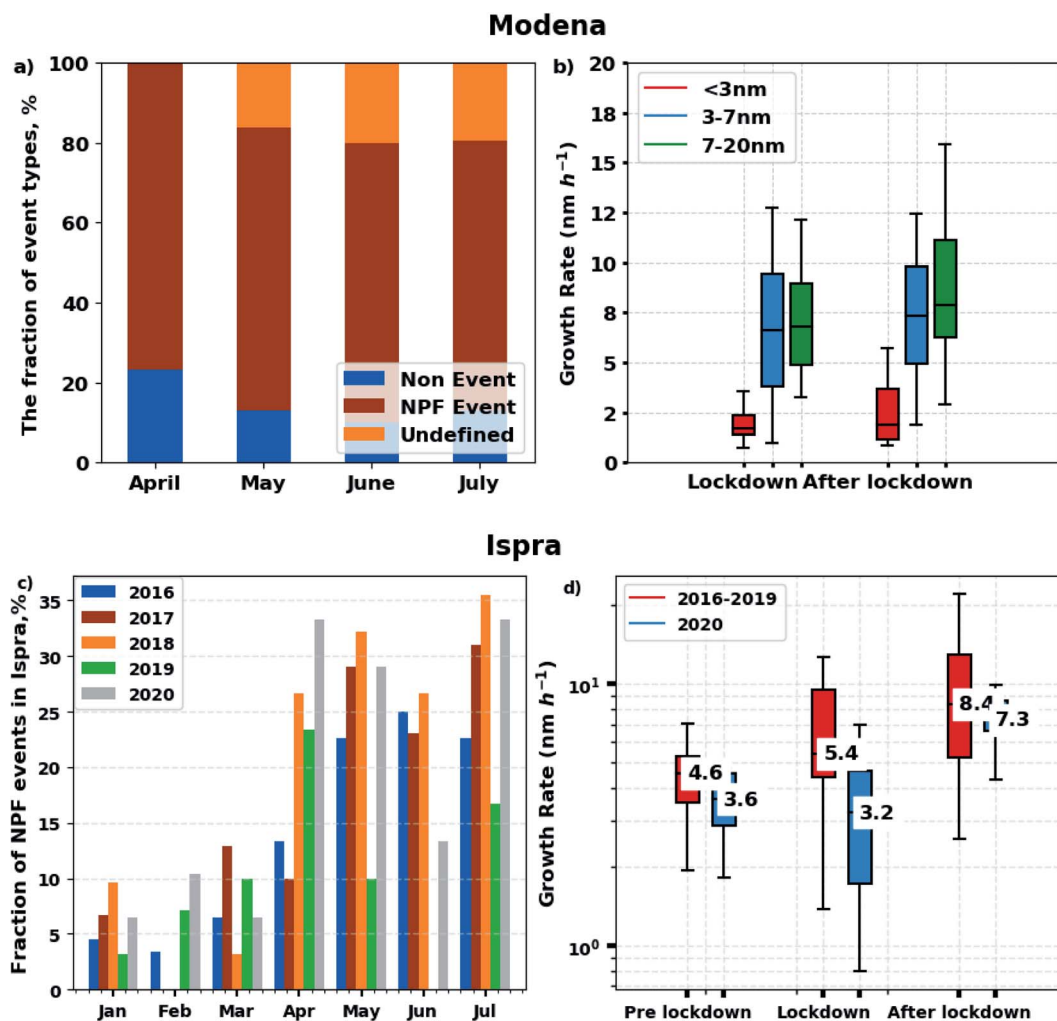 Modena
a)
100
80
60
40
20
0
The fraction of event types, %
Non Event
NPF Event
Undefined
April May June July
b)
20
18
15
12
10
8
5
2
0
Growth Rate (nm h⁻¹)
<3nm
3-7nm
7-20nm
Lockdown After lockdown
Ispra
c)
35
30
25
20
15
10
5
0
Fraction of NPF events in Ispra,%
2016
2017
2018
2019
2020
Jan Feb Mar Apr May Jun Jul
d)
10¹
10⁰
Growth Rate (nm h⁻¹)
2016-2019
2020
4.6
3.6
5.4
3.2
8.4
7.3
Pre lockdown Lockdown After lockdown